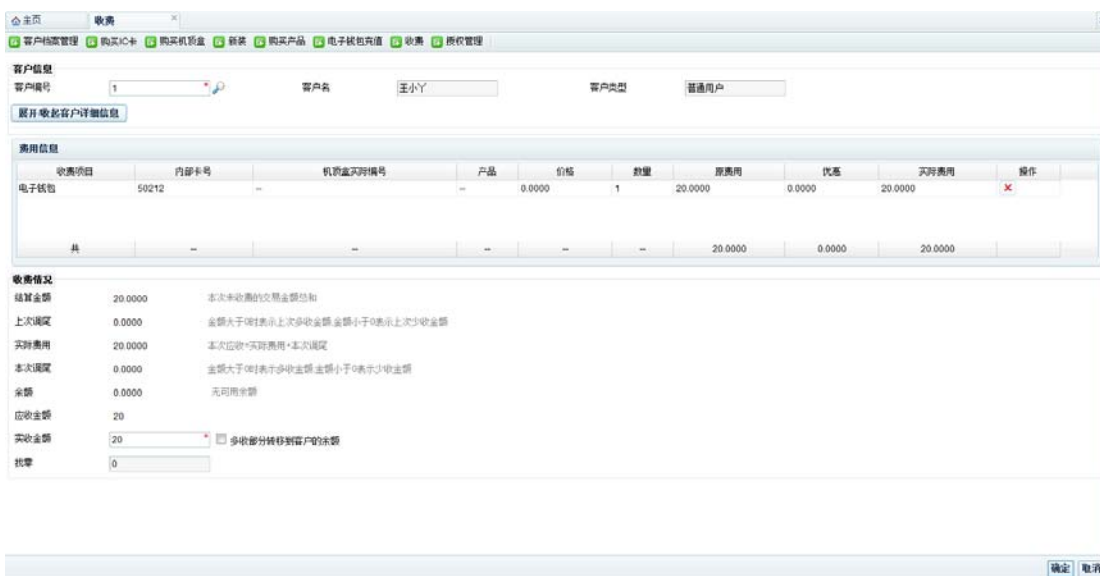 主页 收费
客户档案管理 购买IC卡 购买机顶盒 新装 购买产品 电子钱包充值 收费 授权管理
客户信息
客户编号 1 * 客户名 王小丫 客户类型 普通用户
展开/收起客户详细信息
费用信息
收费项目 内部卡号 机顶盒实际编号 产品 价格 数量 原费用 优惠 实际费用 操作
电子钱包 50212 -- -- 0.0000 1 20.0000 0.0000 20.0000
共 -- -- -- -- -- 20.0000 0.0000 20.0000
收费情况
结算金额 20.0000 本次未收费的交易金额总和
上次调尾 0.0000 金额大于0时表示上次多收金额,金额小于0表示上次少收金额
实际费用 20.0000 本次应收=实际费用+本次调尾
本次调尾 0.0000 金额大于0时表示多收金额,金额小于0表示少收金额
余额 0.0000 无可用余额
应收金额 20
实收金额 20 * 多收部分转移到客户的余额
找零 0
确定 取消